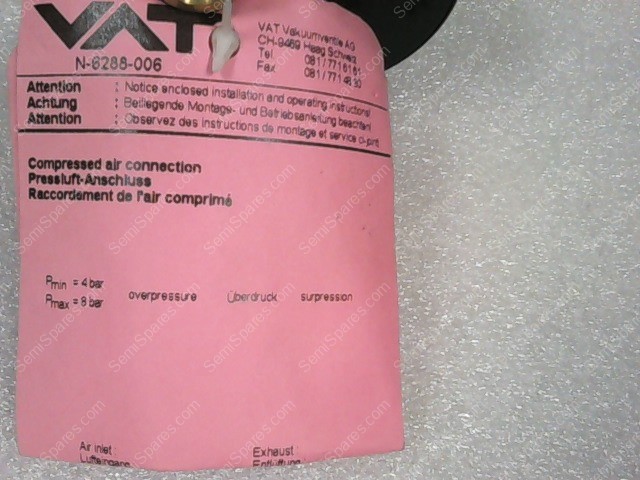 VAT
VAT Vakuumventile AG
CH-9469 Haag Schweiz
Tel 081/771 61 61
Fax 081/771 48 30
N-6288-006
Attention : Notice enclosed installation and operating instructions!
Achtung : Beiliegende Montage- und Betriebsanleitung beachten!
Attention : Observez des instructions de montage et service ci-joint
Compressed air connection
Pressluft-Anschluss
Raccordement de l'air comprimé
Pmin = 4 bar
Pmax = 8 bar overpressure Überdruck surpression
Air inlet Exhaust
Lufteingang Entlüftung
SemiSpares.com